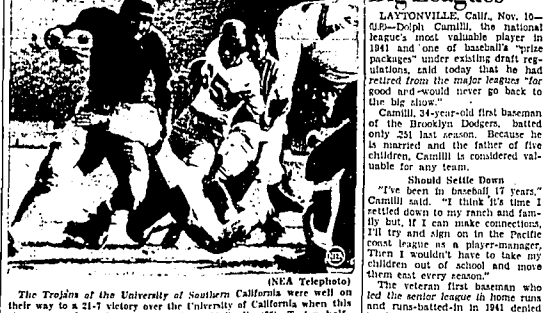 LAYTONVILLE, Calif., Nov. 10—
(U.P.)—Dolph Camilli, the national
league's most valuable player in
1941 and one of baseball's "prize
packages" under existing draft reg-
ulations, said today that he had
retired from the major leagues "for
good and would never go back to
the big show."
Camilli, 34-year-old first baseman
of the Brooklyn Dodgers, batted
only .251 last season. Because he
is married and the father of five
children, Camilli is considered val-
uable for any team.
Should Settle Down
"I've been in baseball 17 years,"
Camilli said. "I think it's time I
settled down to my ranch and fam-
ily but, if I can make connections,
I'll try and sign on in the Pacific
coast league as a player-manager.
Then I wouldn't have to take my
children out of school and move
them east every season."
The veteran first baseman who
led the senior league in home runs
and runs-batted-in in 1941 denied
NEA
(NEA Telephoto)
The Trojans of the University of Southern California were well on
their way to a 21-7 victory over the University of California when this